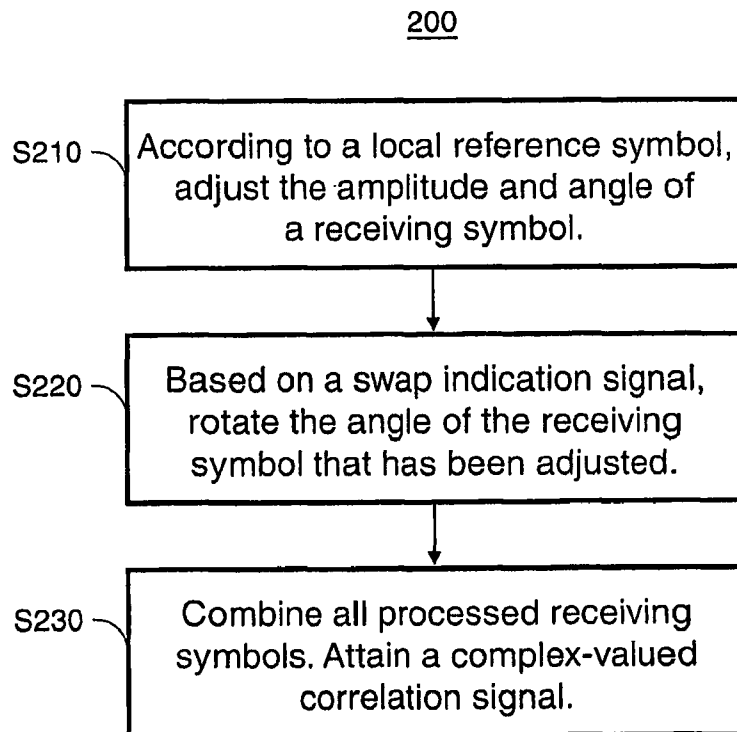 200
S210
According to a local reference symbol,
adjust the amplitude and angle of
a receiving symbol.
S220
Based on a swap indication signal,
rotate the angle of the receiving
symbol that has been adjusted.
S230
Combine all processed receiving
symbols. Attain a complex-valued
correlation signal.